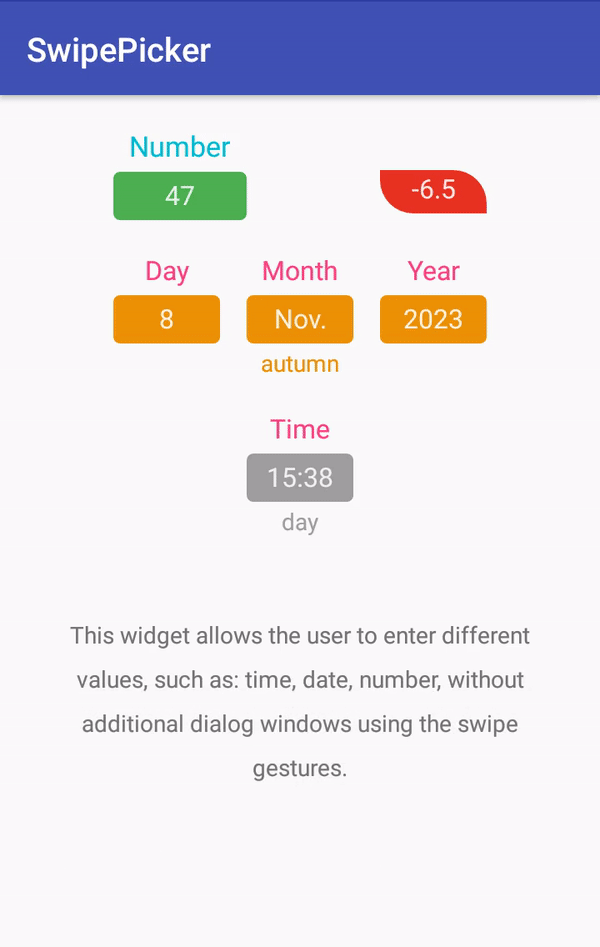 SwipePicker
Number
47
-6.5
Day Month Year
8 Nov. 2023
autumn
Time
15:38
day
This widget allows the user to enter different
values, such as: time, date, number, without
additional dialog windows using the swipe
gestures.